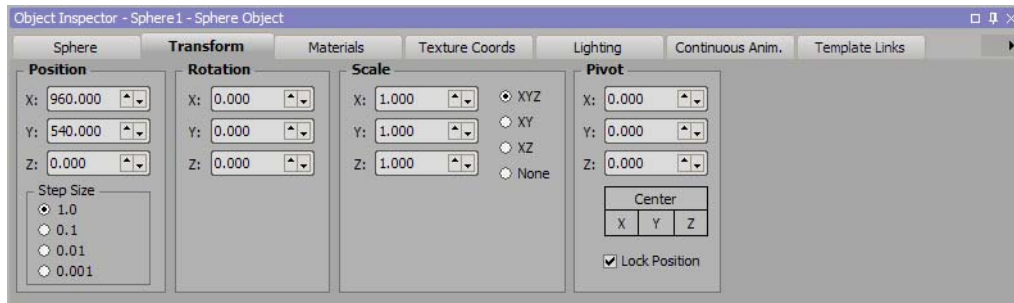 Object Inspector - Sphere1 - Sphere Object
Sphere Transform Materials Texture Coords Lighting Continuous Anim. Template Links
Position Rotation Scale Pivot
X: 960.000 X: 0.000 X: 1.000 XYZ X: 0.000
Y: 540.000 Y: 0.000 Y: 1.000 XY Y: 0.000
XZ
Z: 0.000 Z: 0.000 Z: 1.000 None Z: 0.000
Step Size Center
1.0 X Y Z
0.1
0.01 Lock Position
0.001